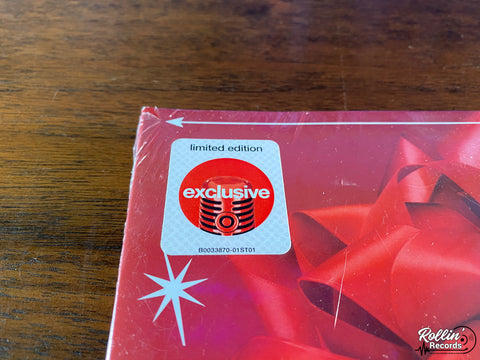 limited edition
exclusive
B0033870-01ST01
Rollin'
Records